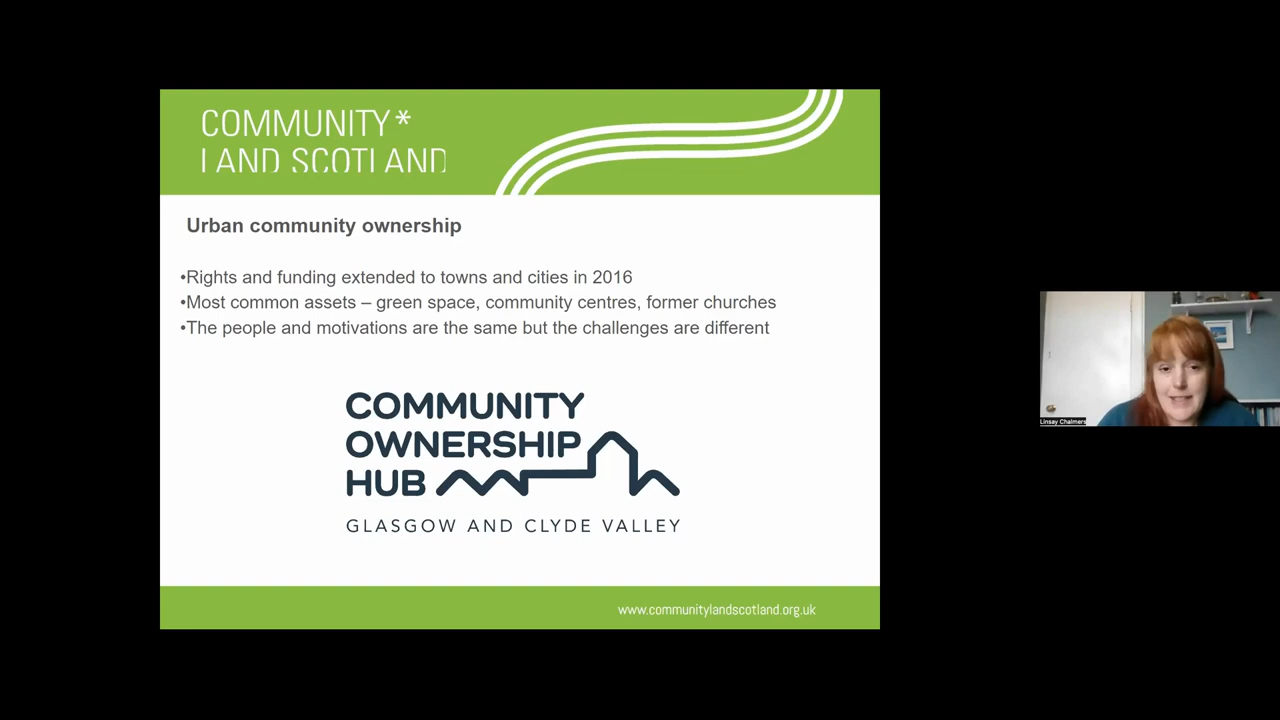 COMMUNITY*
LAND SCOTLAND
Urban community ownership
•Rights and funding extended to towns and cities in 2016
•Most common assets – green space, community centres, former churches
•The people and motivations are the same but the challenges are different
COMMUNITY
OWNERSHIP
HUB
GLASGOW AND CLYDE VALLEY
www.communitylandscotland.org.uk
Linsay Chalmers